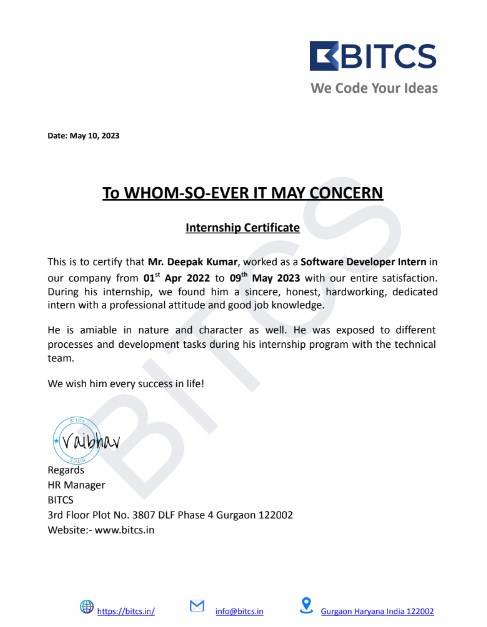 BITCS
We Code Your Ideas
Date: May 10, 2023
To WHOM-SO-EVER IT MAY CONCERN
Internship Certificate
This is to certify that Mr. Deepak Kumar, worked as a Software Developer Intern in
our company from 01st Apr 2022 to 09th May 2023 with our entire satisfaction.
During his internship, we found him a sincere, honest, hardworking, dedicated
intern with a professional attitude and good job knowledge.
He is amiable in nature and character as well. He was exposed to different
processes and development tasks during his internship program with the technical
team.
We wish him every success in life!
BITCS
Vaibhav
BITCS
Regards
HR Manager
BITCS
3rd Floor Plot No. 3807 DLF Phase 4 Gurgaon 122002
Website:- www.bitcs.in
https://bitcs.in/ info@bitcs.in Gurgaon Haryana India 122002
BITCS